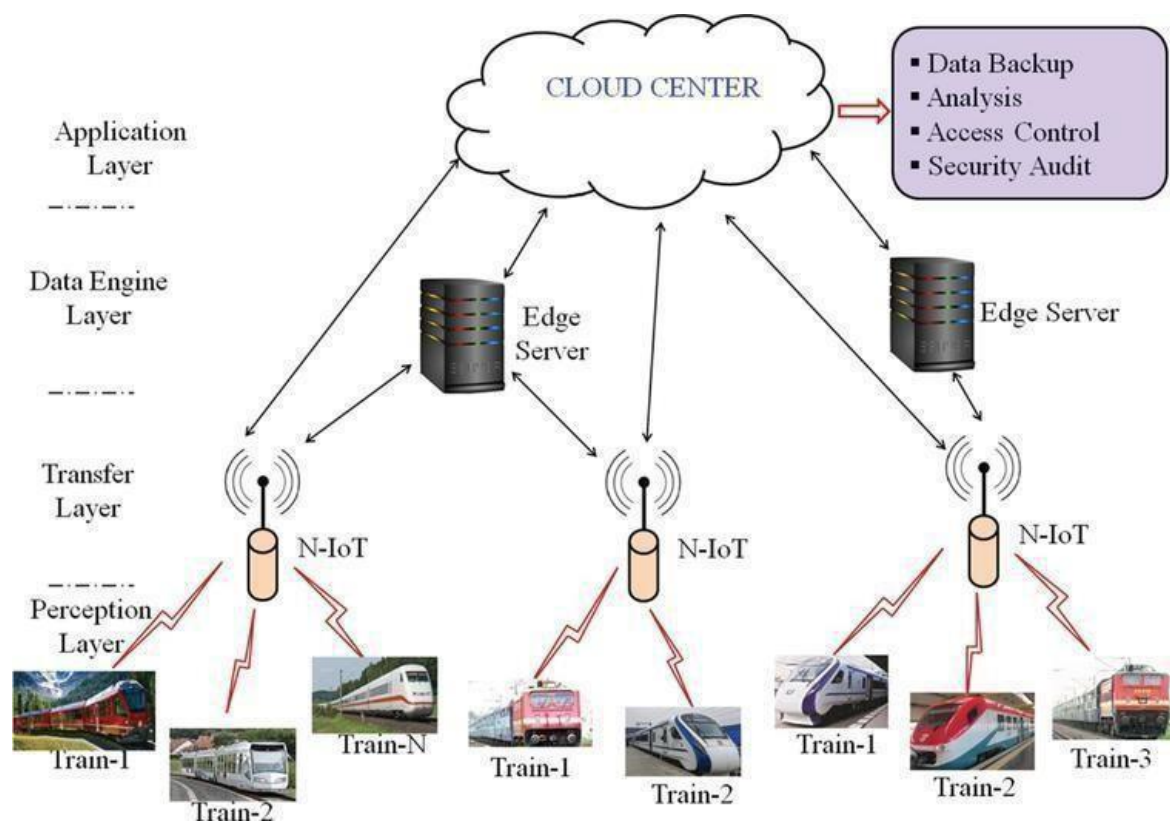 CLOUD CENTER
▪ Data Backup
▪ Analysis
▪ Access Control
▪ Security Audit
Application
Layer
Data Engine
Layer
Edge
Server
Edge Server
Transfer
Layer
N-IoT
N-IoT
N-IoT
Perception
Layer
Train-1
Train-2
Train-N
Train-1
Train-2
Train-1
Train-2
Train-3